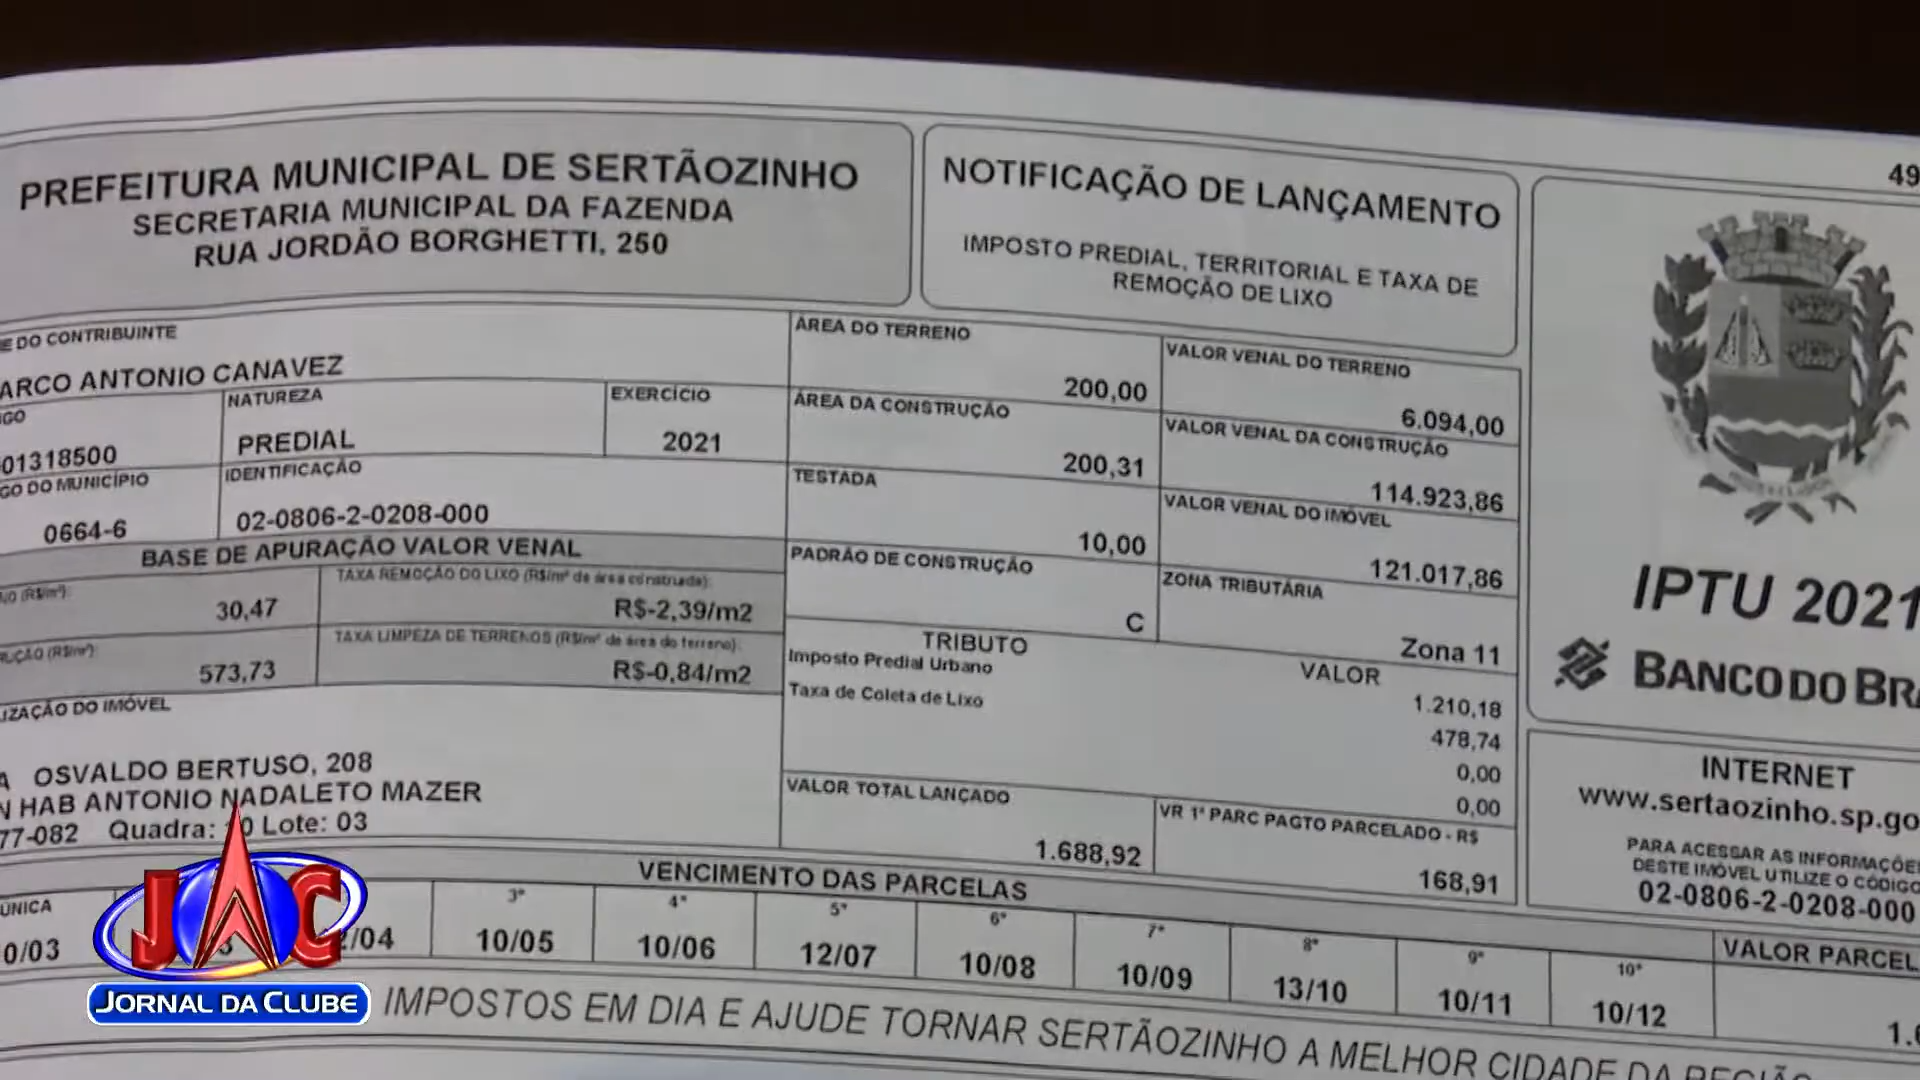 49
PREFEITURA MUNICIPAL DE SERTÃOZINHO
SECRETARIA MUNICIPAL DA FAZENDA
RUA JORDÃO BORGHETTI, 250
NOTIFICAÇÃO DE LANÇAMENTO
IMPOSTO PREDIAL, TERRITORIAL E TAXA DE
REMOÇÃO DE LIXO
E DO CONTRIBUINTE
ARCO ANTONIO CANAVEZ
GO
01318500
NATUREZA
PREDIAL
EXERCÍCIO
2021
GO DO MUNICÍPIO
0664-6
IDENTIFICAÇÃO
02-0806-2-0208-000
ÁREA DO TERRENO
200,00
VALOR VENAL DO TERRENO
6.094,00
ÁREA DA CONSTRUÇÃO
200,31
VALOR VENAL DA CONSTRUÇÃO
114.923,86
TESTADA
10,00
VALOR VENAL DO IMÓVEL
121.017,86
PADRÃO DE CONSTRUÇÃO
C
ZONA TRIBUTÁRIA
Zona 11
BASE DE APURAÇÃO VALOR VENAL
NO (R$/m²):
30,47
TAXA REMOÇÃO DO LIXO (R$/m² de área construada):
R$-2,39/m2
RUÇÃO (R$/m²):
573,73
TAXA LIMPEZA DE TERRENOS (R$/m² de área do terreno):
R$-0,84/m2
TRIBUTO
VALOR
Imposto Predial Urbano
1.210,18
Taxa de Coleta de Lixo
478,74
0,00
0,00
LIZAÇÃO DO IMÓVEL
A OSVALDO BERTUSO, 208
N HAB ANTONIO NADALETO MAZER
77-082 Quadra: 0 Lote: 03
VALOR TOTAL LANÇADO
1.688,92
VR 1ª PARC PAGTO PARCELADO - R$
168,91
IPTU 2021
BANCO DO BRA
INTERNET
www.sertaozinho.sp.go
PARA ACESSAR AS INFORMAÇÕE
DESTE IMÓVEL UTILIZE O CÓDIGO
02-0806-2-0208-000
VENCIMENTO DAS PARCELAS
ÚNICA
3ª
4ª
5ª
6ª
7ª
8ª
9ª
10ª
VALOR PARCEL
0/03
/04
10/05
10/06
12/07
10/08
10/09
13/10
10/11
10/12
1.6
IMPOSTOS EM DIA E AJUDE TORNAR SERTÃOZINHO A MELHOR CIDADE DA REGIÃO
JAC
JORNAL DA CLUBE